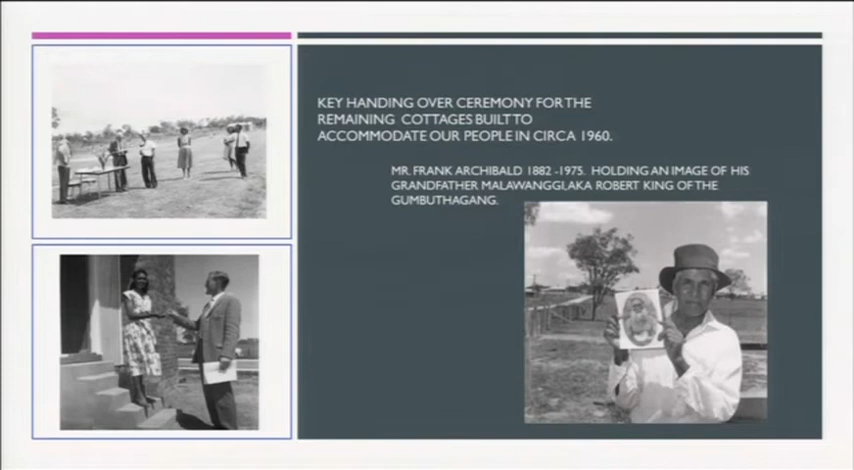 KEY HANDING OVER CEREMONY FOR THE
REMAINING COTTAGES BUILT TO
ACCOMMODATE OUR PEOPLE IN CIRCA 1960.
MR. FRANK ARCHIBALD 1882 -1975. HOLDING AN IMAGE OF HIS
GRANDFATHER MALAWANGGI,AKA ROBERT KING OF THE
GUMBUTHAGANG.